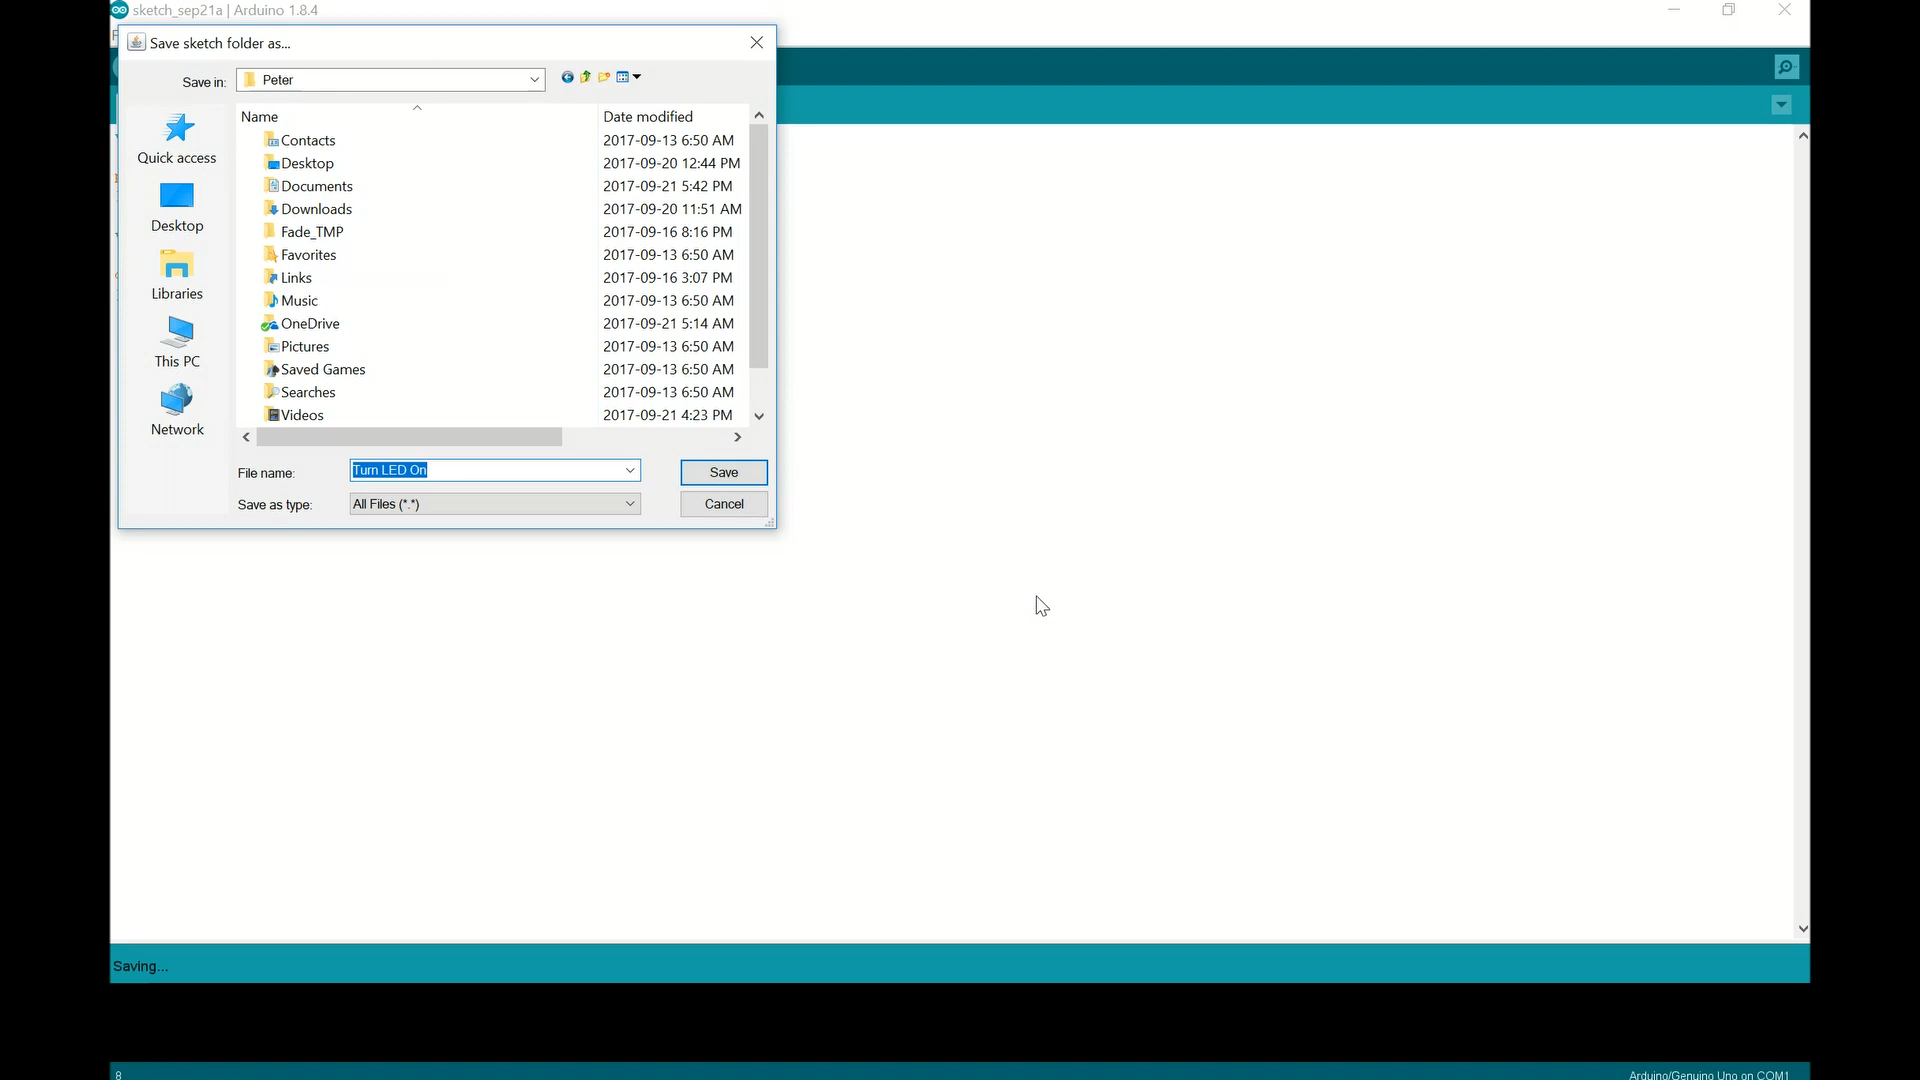 sketch_sep21a | Arduino 1.8.4
Save sketch folder as...
Save in:
Peter
Name
Date modified
Contacts
2017-09-13 6:50 AM
Desktop
2017-09-20 12:44 PM
Documents
2017-09-21 5:42 PM
Downloads
2017-09-20 11:51 AM
Fade_TMP
2017-09-16 8:16 PM
Favorites
2017-09-13 6:50 AM
Links
2017-09-16 3:07 PM
Music
2017-09-13 6:50 AM
OneDrive
2017-09-21 5:14 AM
Pictures
2017-09-13 6:50 AM
Saved Games
2017-09-13 6:50 AM
Searches
2017-09-13 6:50 AM
Videos
2017-09-21 4:23 PM
Quick access
Desktop
Libraries
This PC
Network
File name:
Turn LED On
Save
Save as type:
All Files (*.*)
Cancel
Saving...
8
Arduino/Genuino Uno on COM1